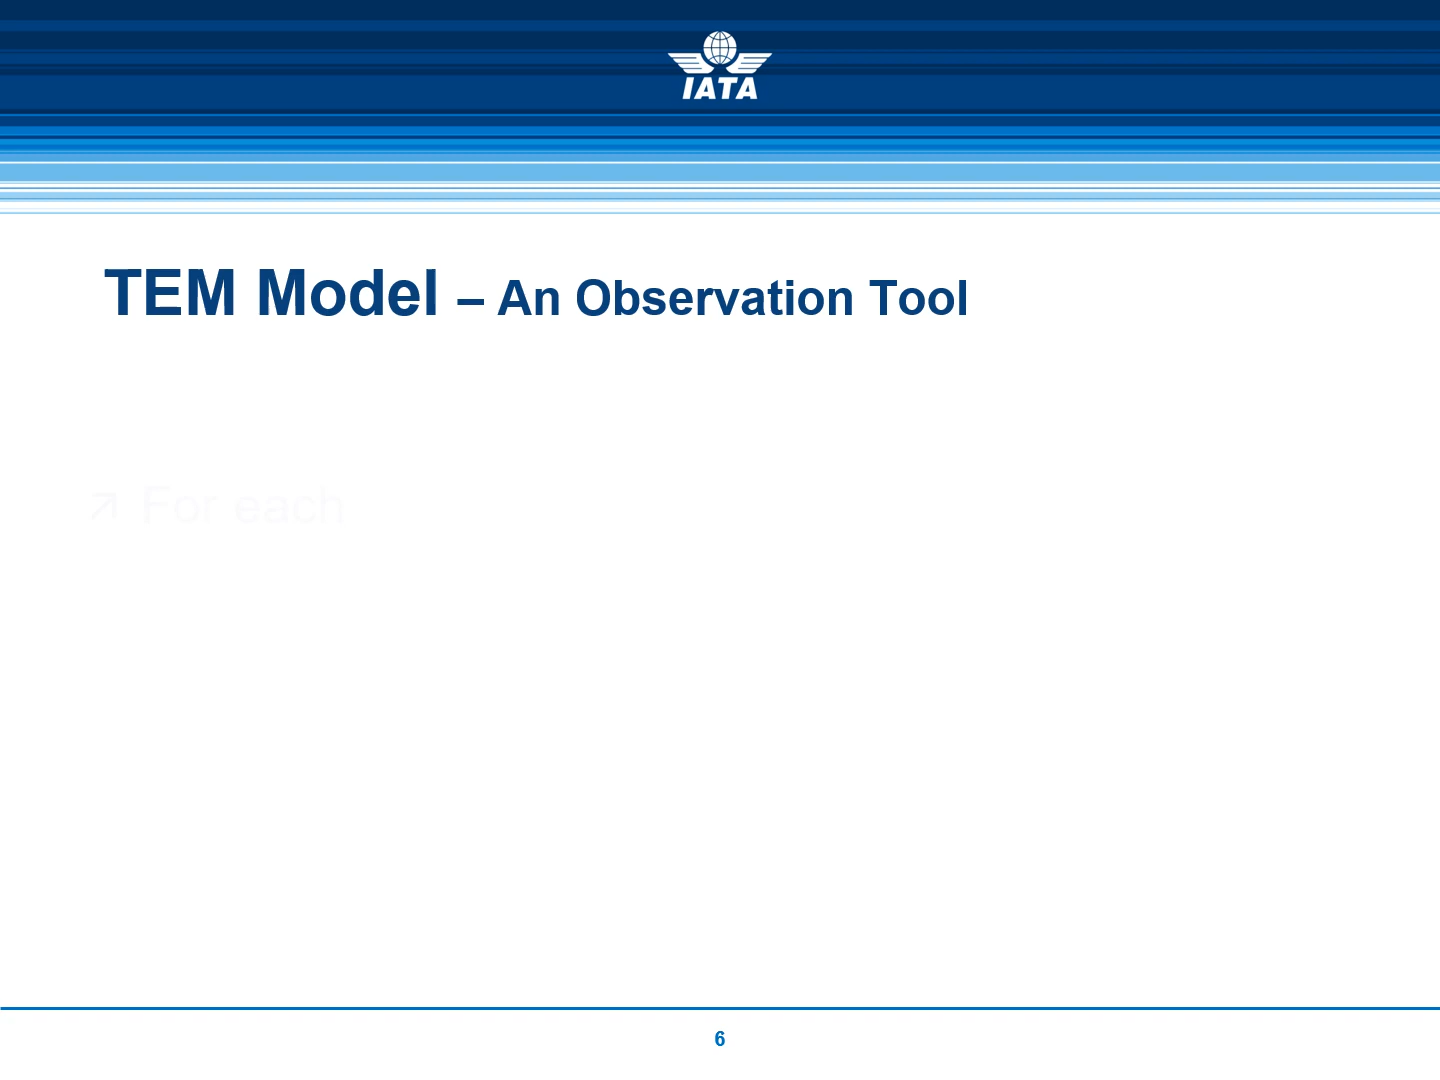 IATA
TEM Model – An Observation Tool
For each
6